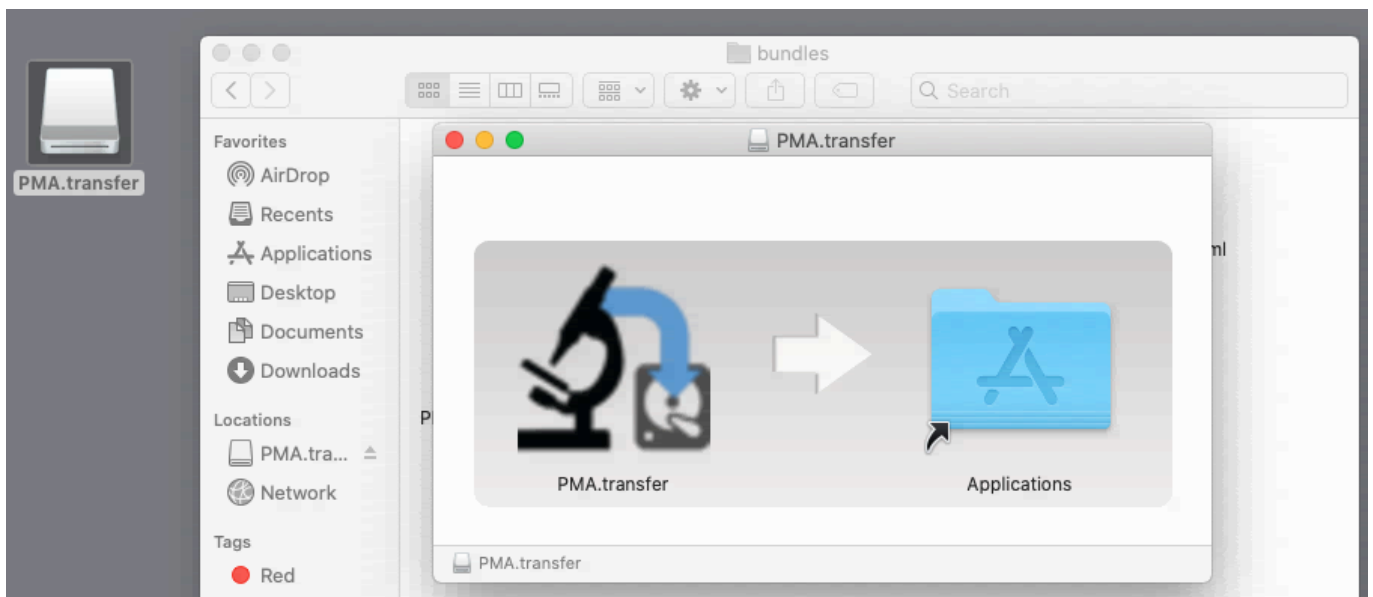 PMA.transfer
bundles
Search
Favorites
AirDrop
Recents
Applications
Desktop
Documents
Downloads
Locations
PMA.tra...
Network
Tags
Red
PMA.transfer
ml
P
PMA.transfer
Applications
PMA.transfer